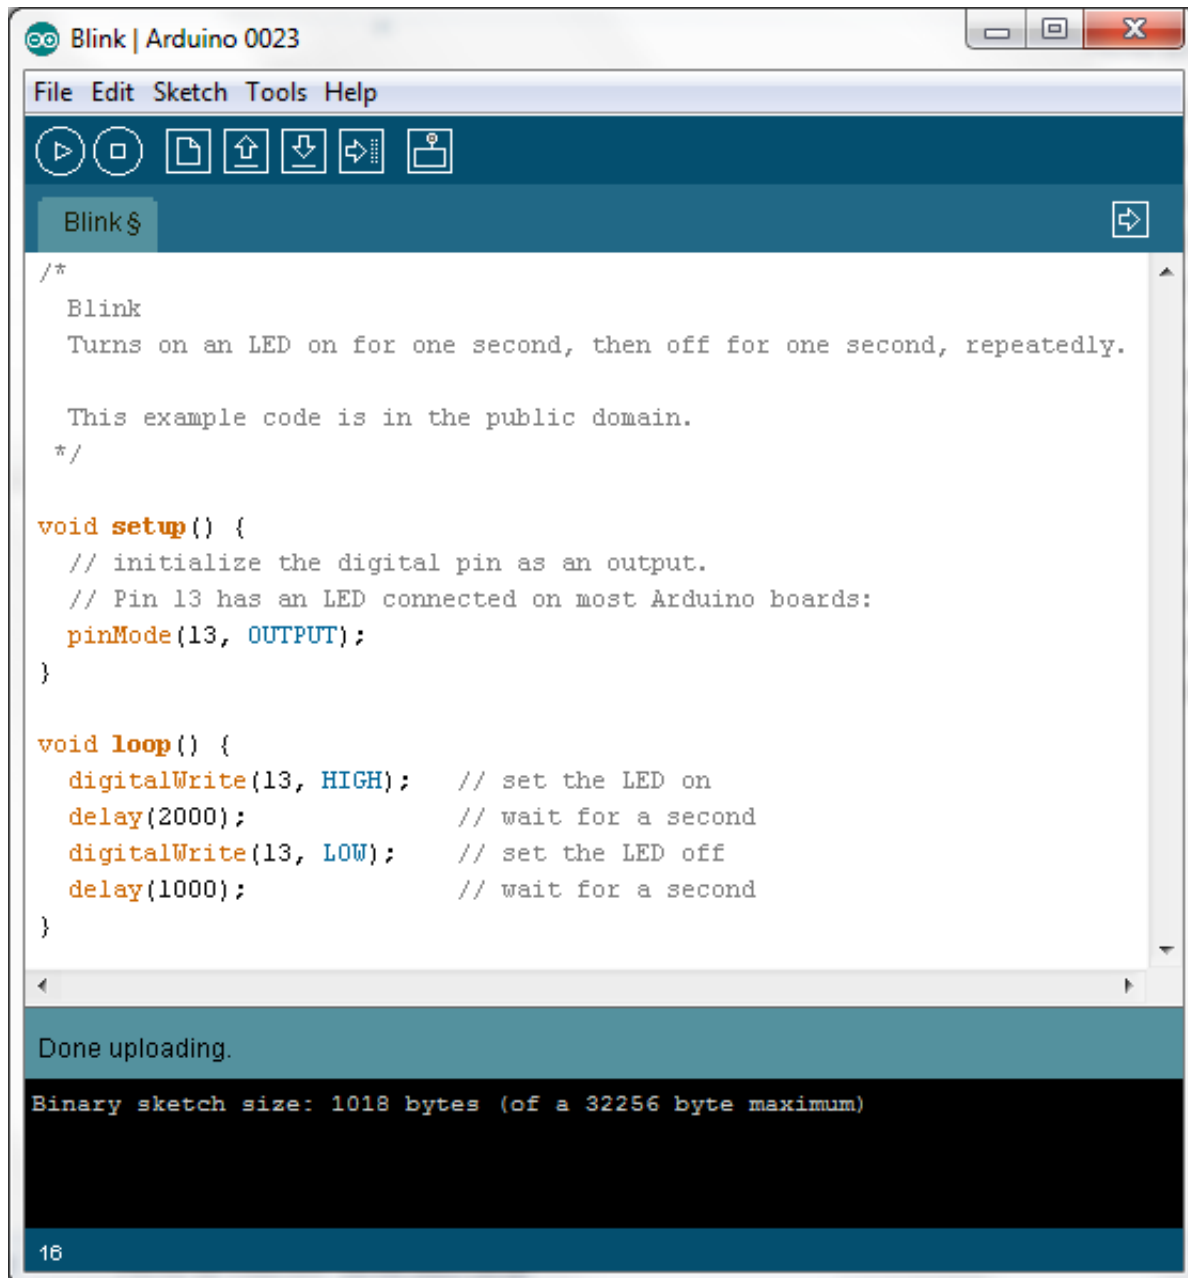 Blink | Arduino 0023
File Edit Sketch Tools Help
Blink §
/*
  Blink
  Turns on an LED on for one second, then off for one second, repeatedly.

  This example code is in the public domain.
 */

void setup() {
  // initialize the digital pin as an output.
  // Pin 13 has an LED connected on most Arduino boards:
  pinMode(13, OUTPUT);
}

void loop() {
  digitalWrite(13, HIGH);   // set the LED on
  delay(2000);              // wait for a second
  digitalWrite(13, LOW);    // set the LED off
  delay(1000);              // wait for a second
}
Done uploading.
Binary sketch size: 1018 bytes (of a 32256 byte maximum)
16